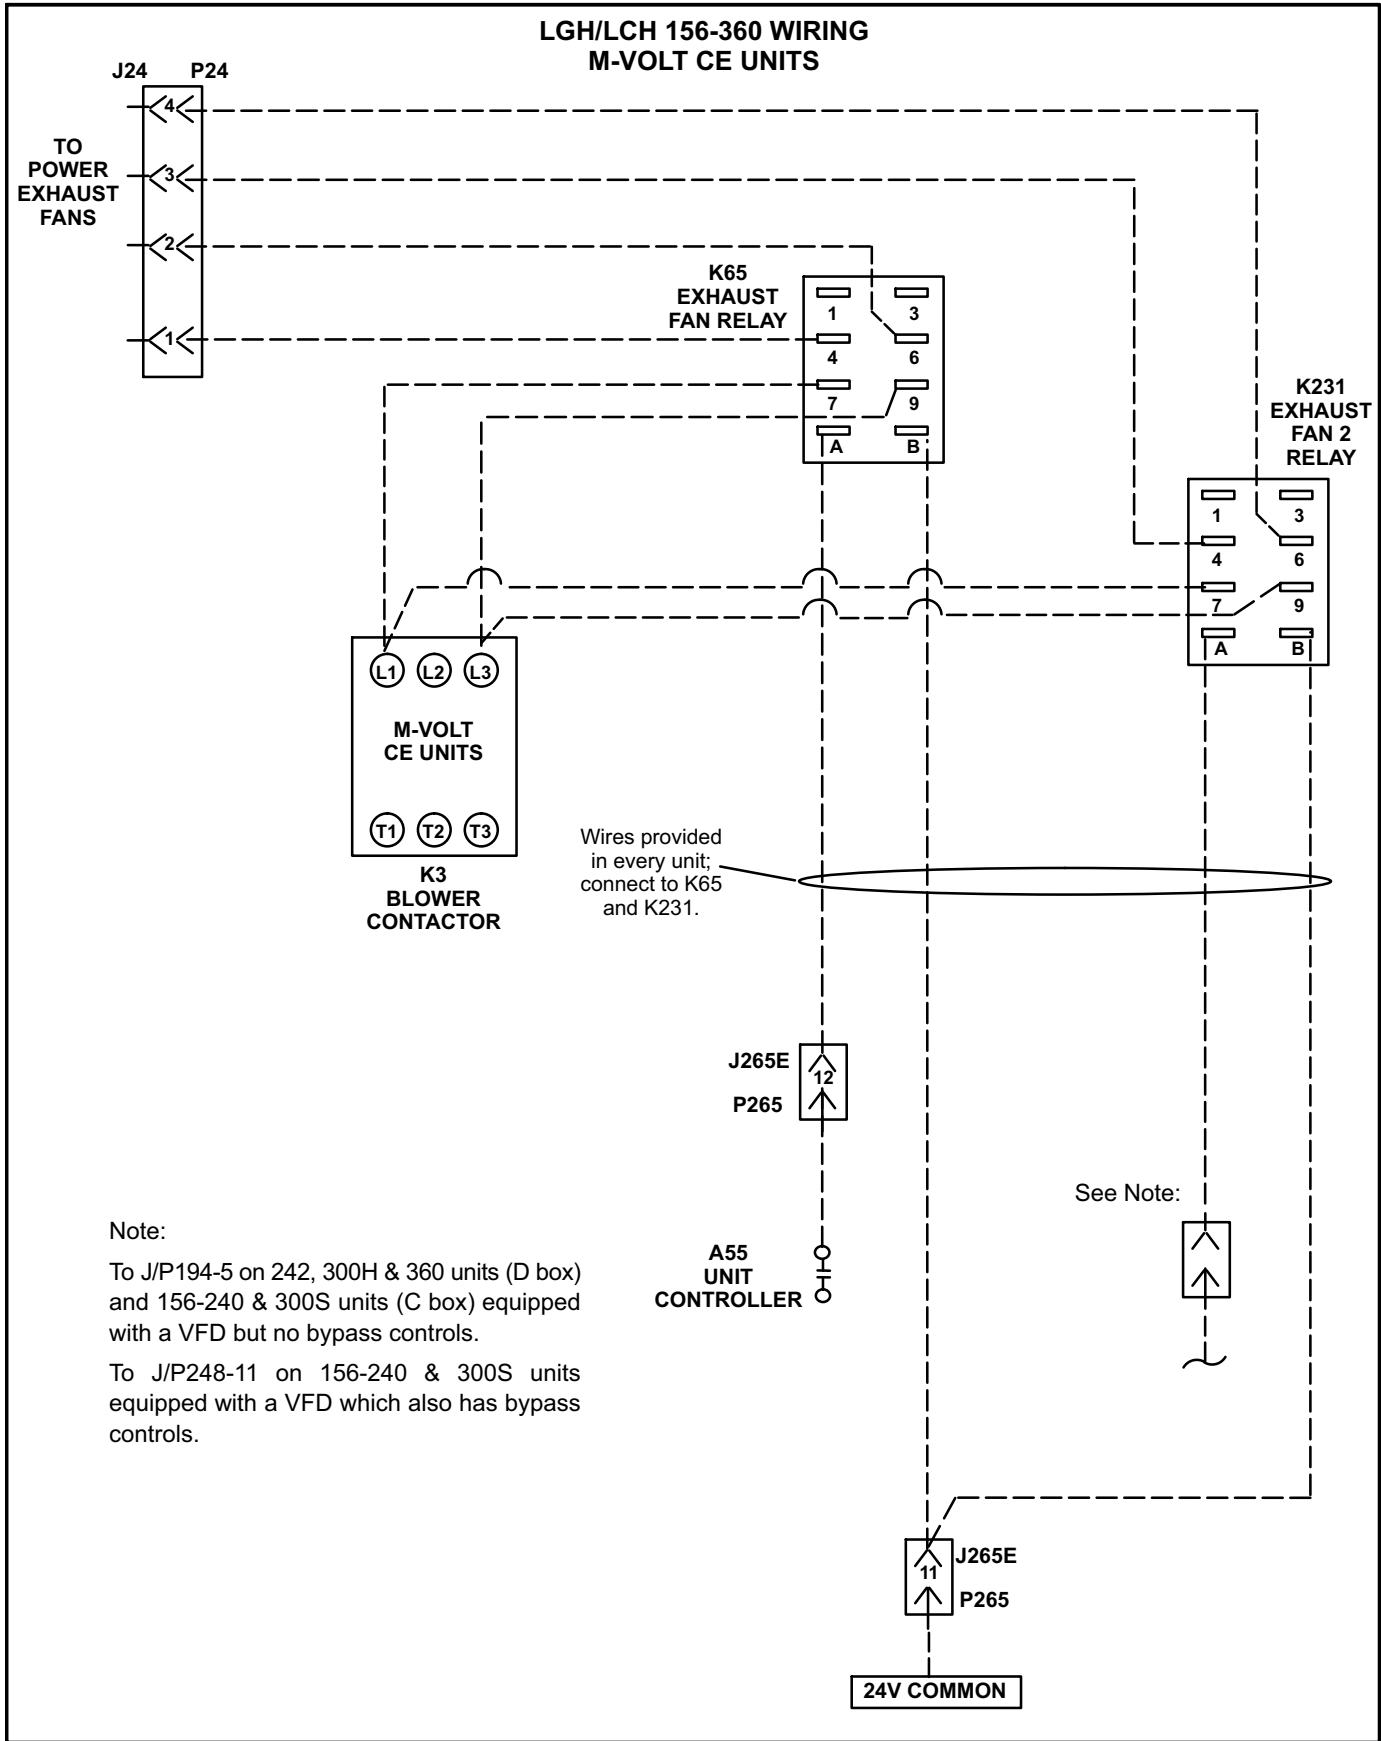 LGH/LCH 156-360 WIRING
M-VOLT CE UNITS
J24 P24
4
3
2
1
TO
POWER
EXHAUST
FANS
K65
EXHAUST
FAN RELAY
1 3
4 6
7 9
A B
K231
EXHAUST
FAN 2
RELAY
1 3
4 6
7 9
A B
L1 L2 L3
M-VOLT
CE UNITS
T1 T2 T3
K3
BLOWER
CONTACTOR
Wires provided
in every unit;
connect to K65
and K231.
J265E
12
P265
A55
UNIT
CONTROLLER
See Note:
Note:
To J/P194-5 on 242, 300H & 360 units (D box)
and 156-240 & 300S units (C box) equipped
with a VFD but no bypass controls.
To J/P248-11 on 156-240 & 300S units
equipped with a VFD which also has bypass
controls.
J265E
11
P265
24V COMMON